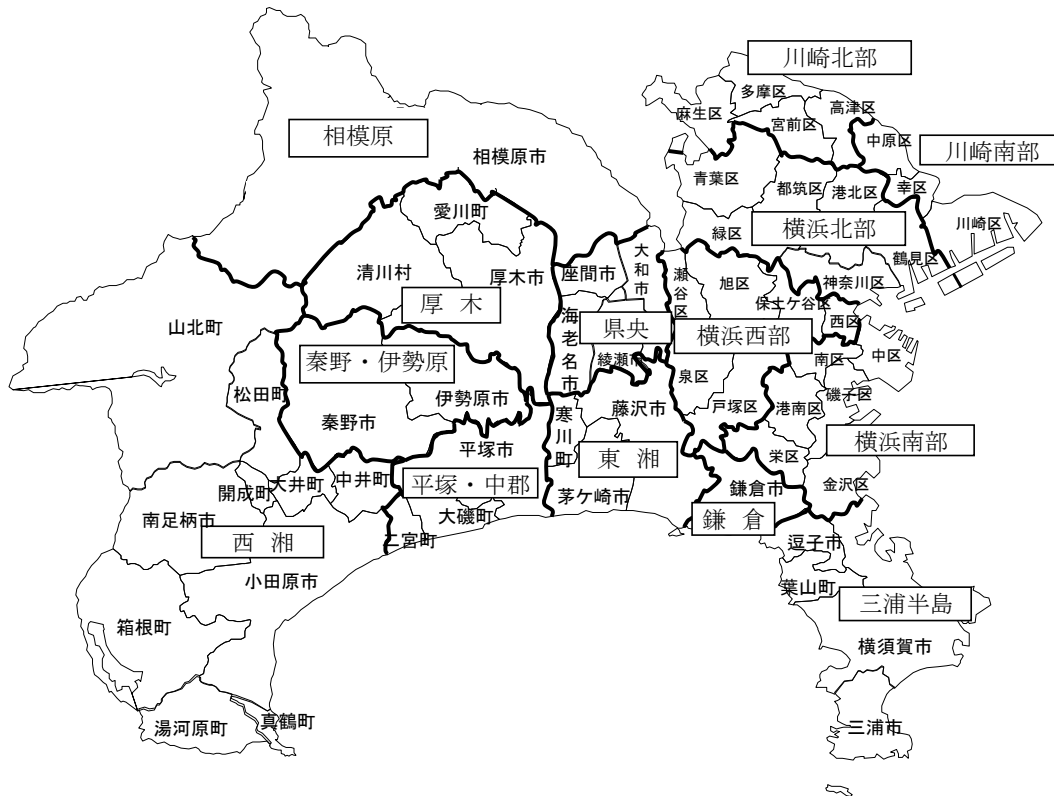 川崎北部
多摩区
麻生区
高津区
宮前区
相模原
中原区
川崎南部
相模原市
青葉区
都筑区
港北区
幸区
愛川町
川崎区
横浜北部
緑区
鶴見区
清川村
厚木市
座間市
大和市
瀬谷区
旭区
神奈川区
厚 木
保土ケ谷区
山北町
海老名市
県央
横浜西部
西区
秦野・伊勢原
綾瀬市
南区
中区
泉区
松田町
伊勢原市
磯子区
秦野市
寒川町
藤沢市
戸塚区
港南区
横浜南部
平塚市
東 湘
栄区
大井町
中井町
平塚・中郡
鎌倉市
金沢区
開成町
茅ケ崎市
南足柄市
大磯町
鎌 倉
西 湘
二宮町
逗子市
小田原市
葉山町
三浦半島
箱根町
横須賀市
真鶴町
湯河原町
三浦市